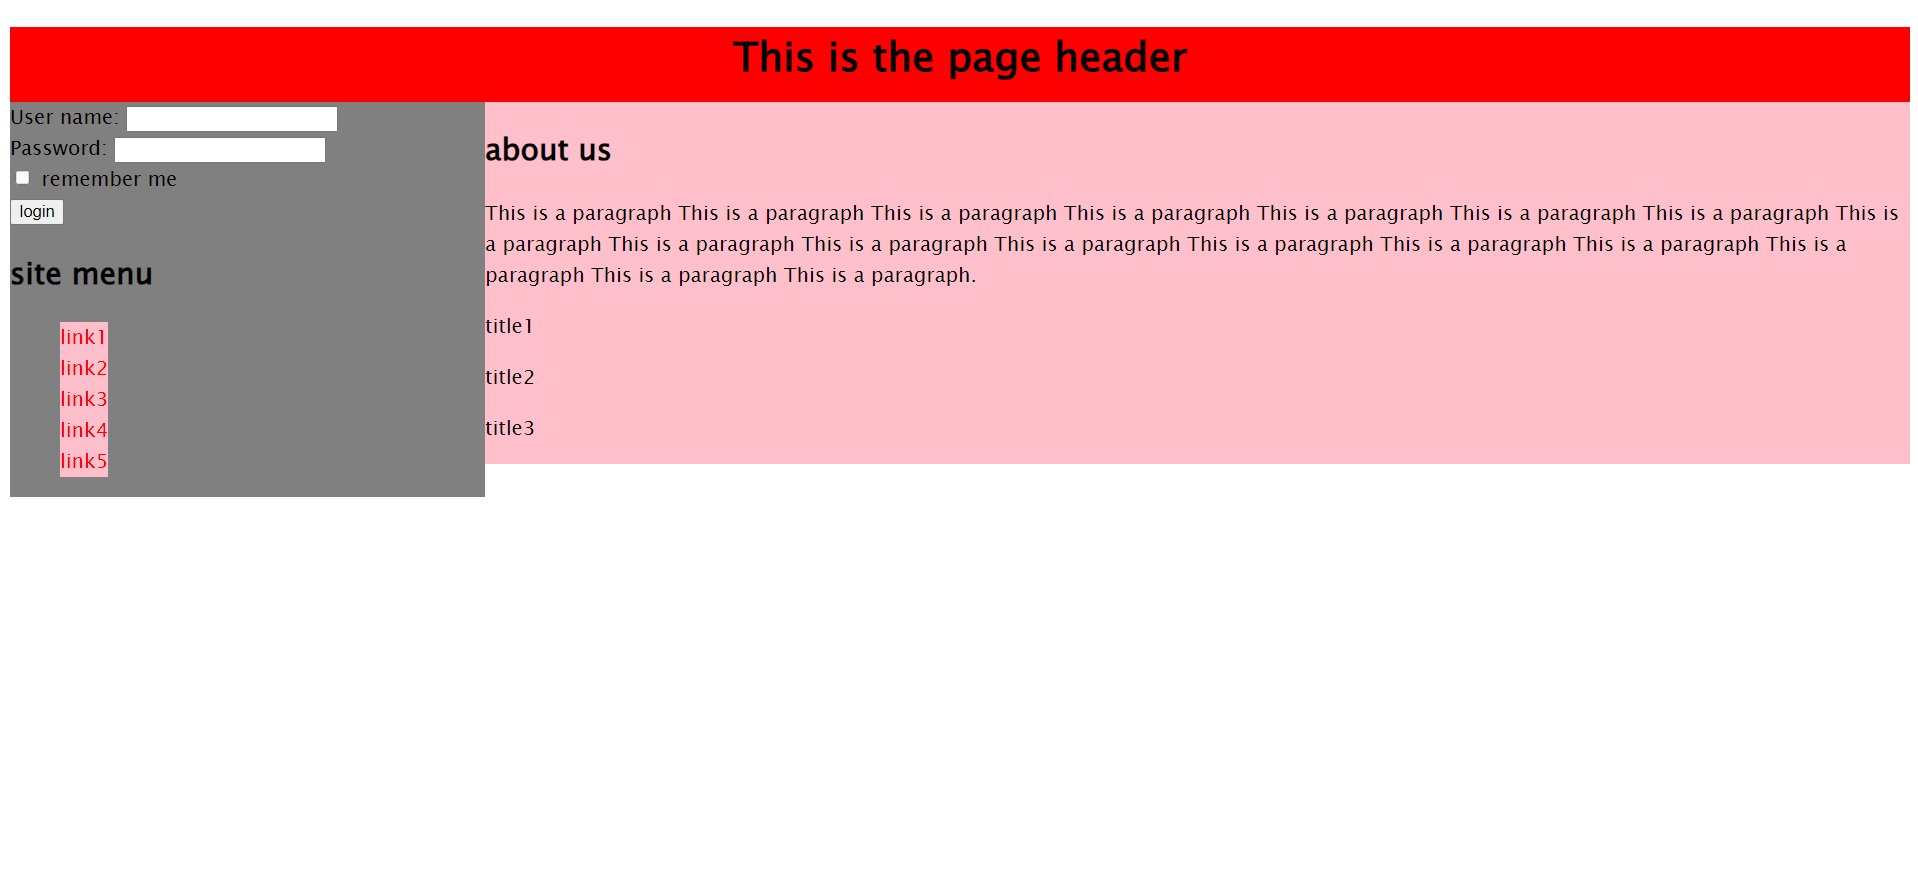 This is the page header
User name:
Password:
remember me
login
site menu
link1
link2
link3
link4
link5
about us
This is a paragraph This is a paragraph This is a paragraph This is a paragraph This is a paragraph This is a paragraph This is a paragraph This is
a paragraph This is a paragraph This is a paragraph This is a paragraph This is a paragraph This is a paragraph This is a paragraph This is a
paragraph This is a paragraph This is a paragraph.
title1
title2
title3